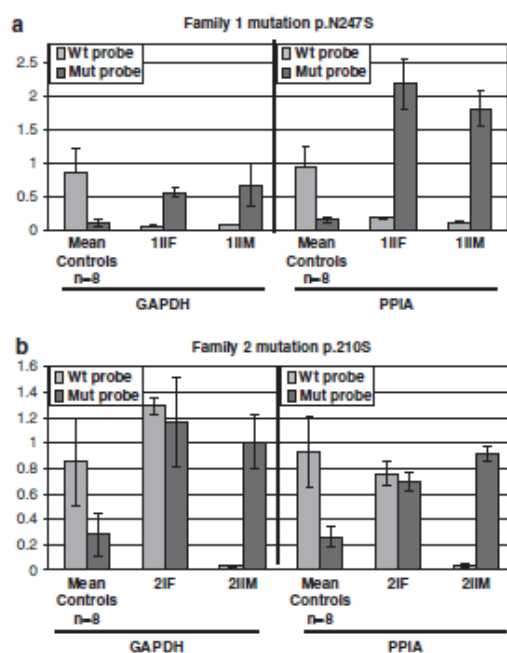 a
Family 1 mutation p.N247S
Wt probe
Mut probe
Wt probe
Mut probe
2.5
2
1.5
1
0.5
0
Mean Controls n=8
1IIF
1IIM
Mean Controls n=8
1IIF
1IIM
GAPDH
PPIA
b
Family 2 mutation p.210S
1.6
1.4
1.2
1
0.8
0.6
0.4
0.2
0
Wt probe
Mut probe
Wt probe
Mut probe
Mean Controls n=8
2IF
2IIM
Mean Controls n=8
2IF
2IIM
GAPDH
PPIA